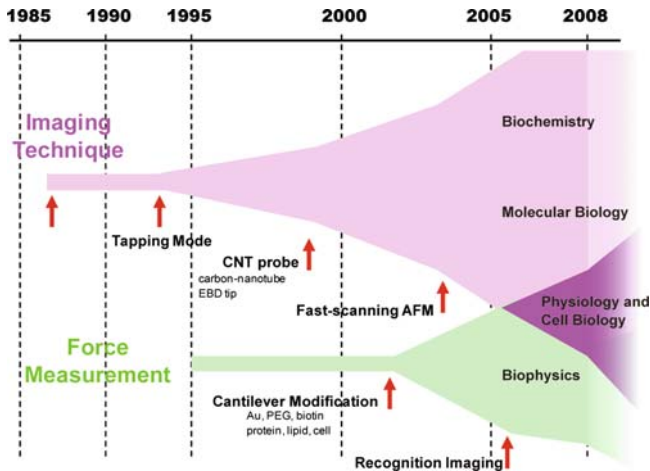 1985 1990 1995 2000 2005 2008
Imaging
Technique
Biochemistry
Molecular Biology
Tapping Mode
CNT probe
carbon-nanotube
EBD tip
Fast-scanning AFM
Physiology and
Cell Biology
Force
Measurement
Biophysics
Cantilever Modification
Au, PEG, biotin
protein, lipid, cell
Recognition Imaging